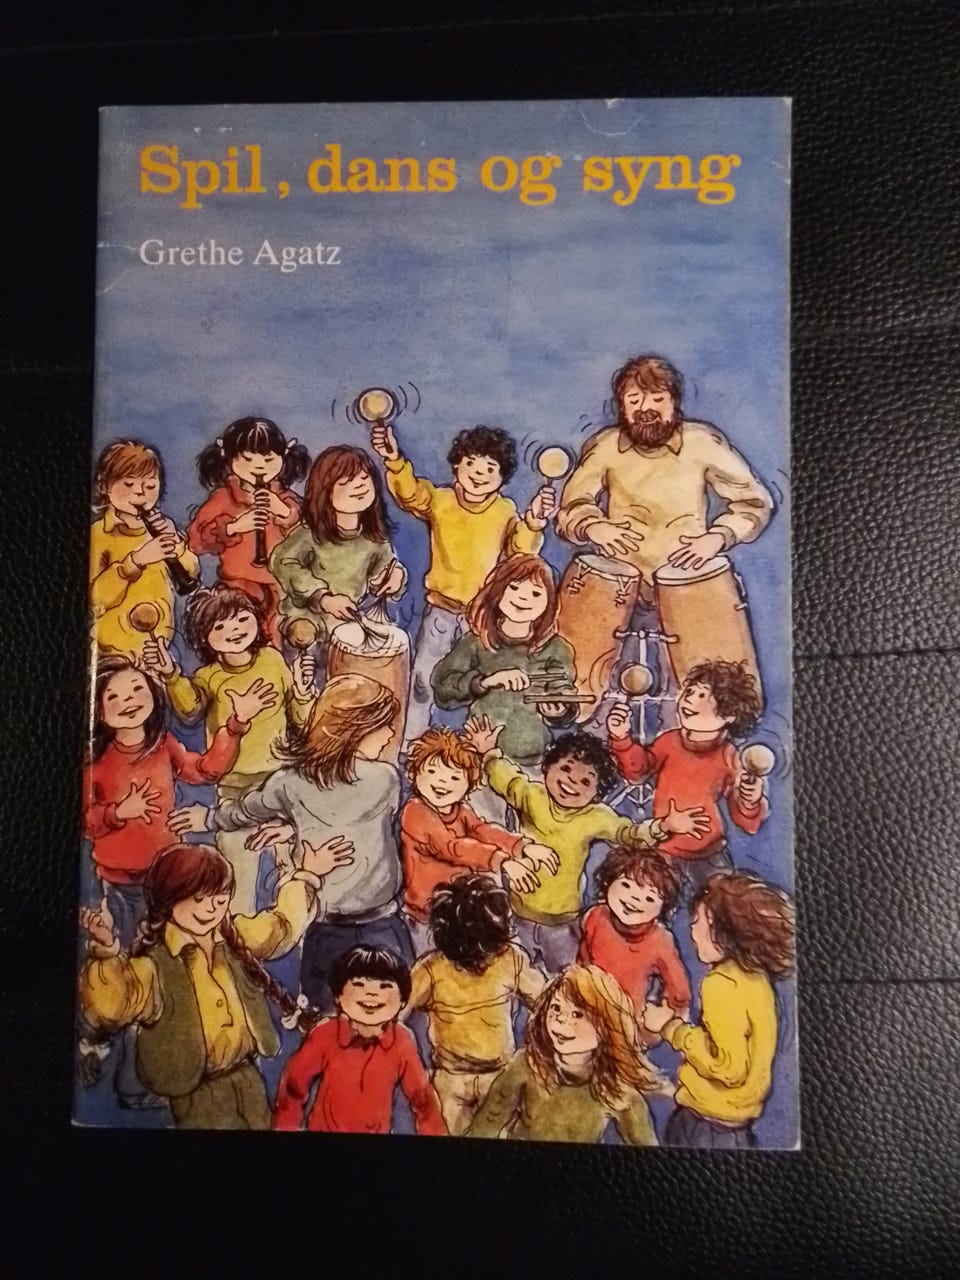 Spil, dans og syng
Grethe Agatz